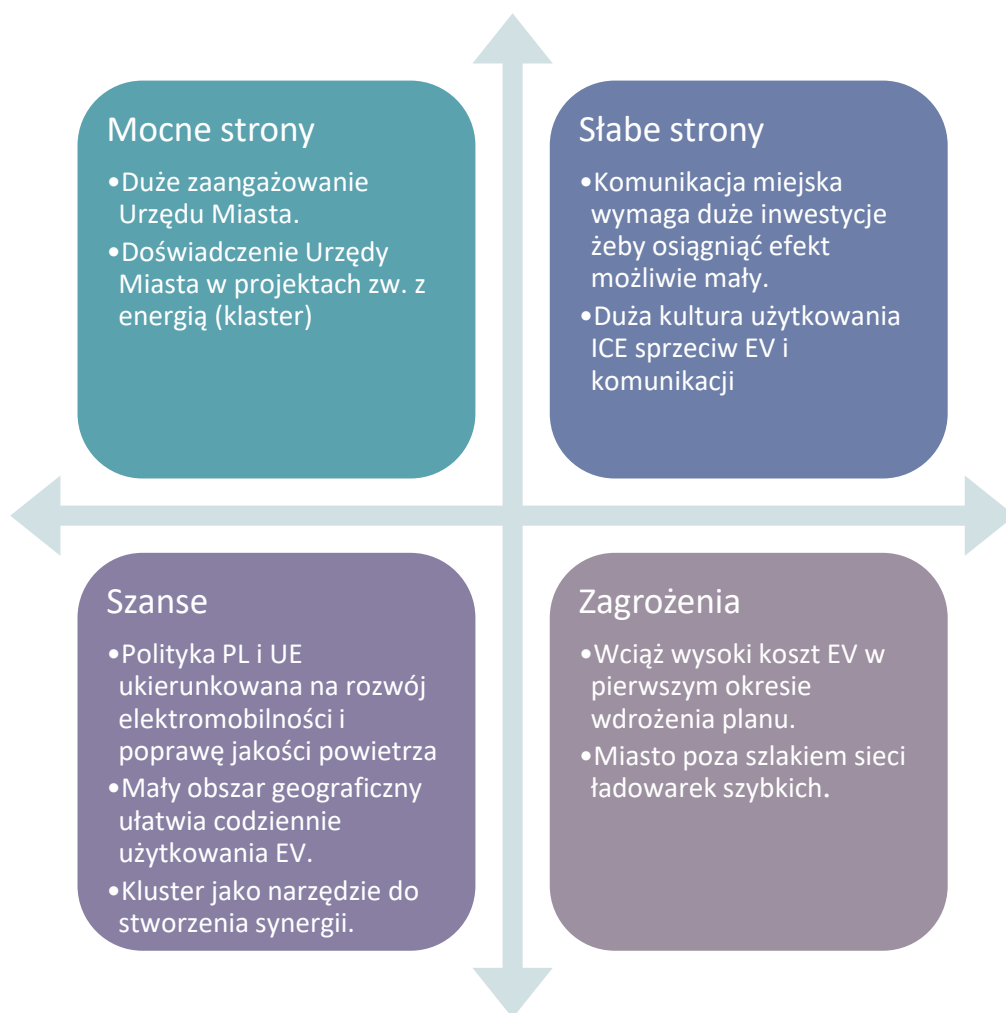 Mocne strony
•Duże zaangażowanie
Urzędu Miasta.
•Doświadczenie Urzędy
Miasta w projektach zw. z
energią (klaster)
Słabe strony
•Komunikacja miejska
wymaga duże inwestycje
żeby osiągniąć efekt
możliwie mały.
•Duża kultura użytkowania
ICE sprzeciw EV i
komunikacji
Szanse
•Polityka PL i UE
ukierunkowana na rozwój
elektromobilności i
poprawę jakości powietrza
•Mały obszar geograficzny
ułatwia codziennie
użytkowania EV.
•Kluster jako narzędzie do
stworzenia synergii.
Zagrożenia
•Wciąż wysoki koszt EV w
pierwszym okresie
wdrożenia planu.
•Miasto poza szlakiem sieci
ładowarek szybkich.